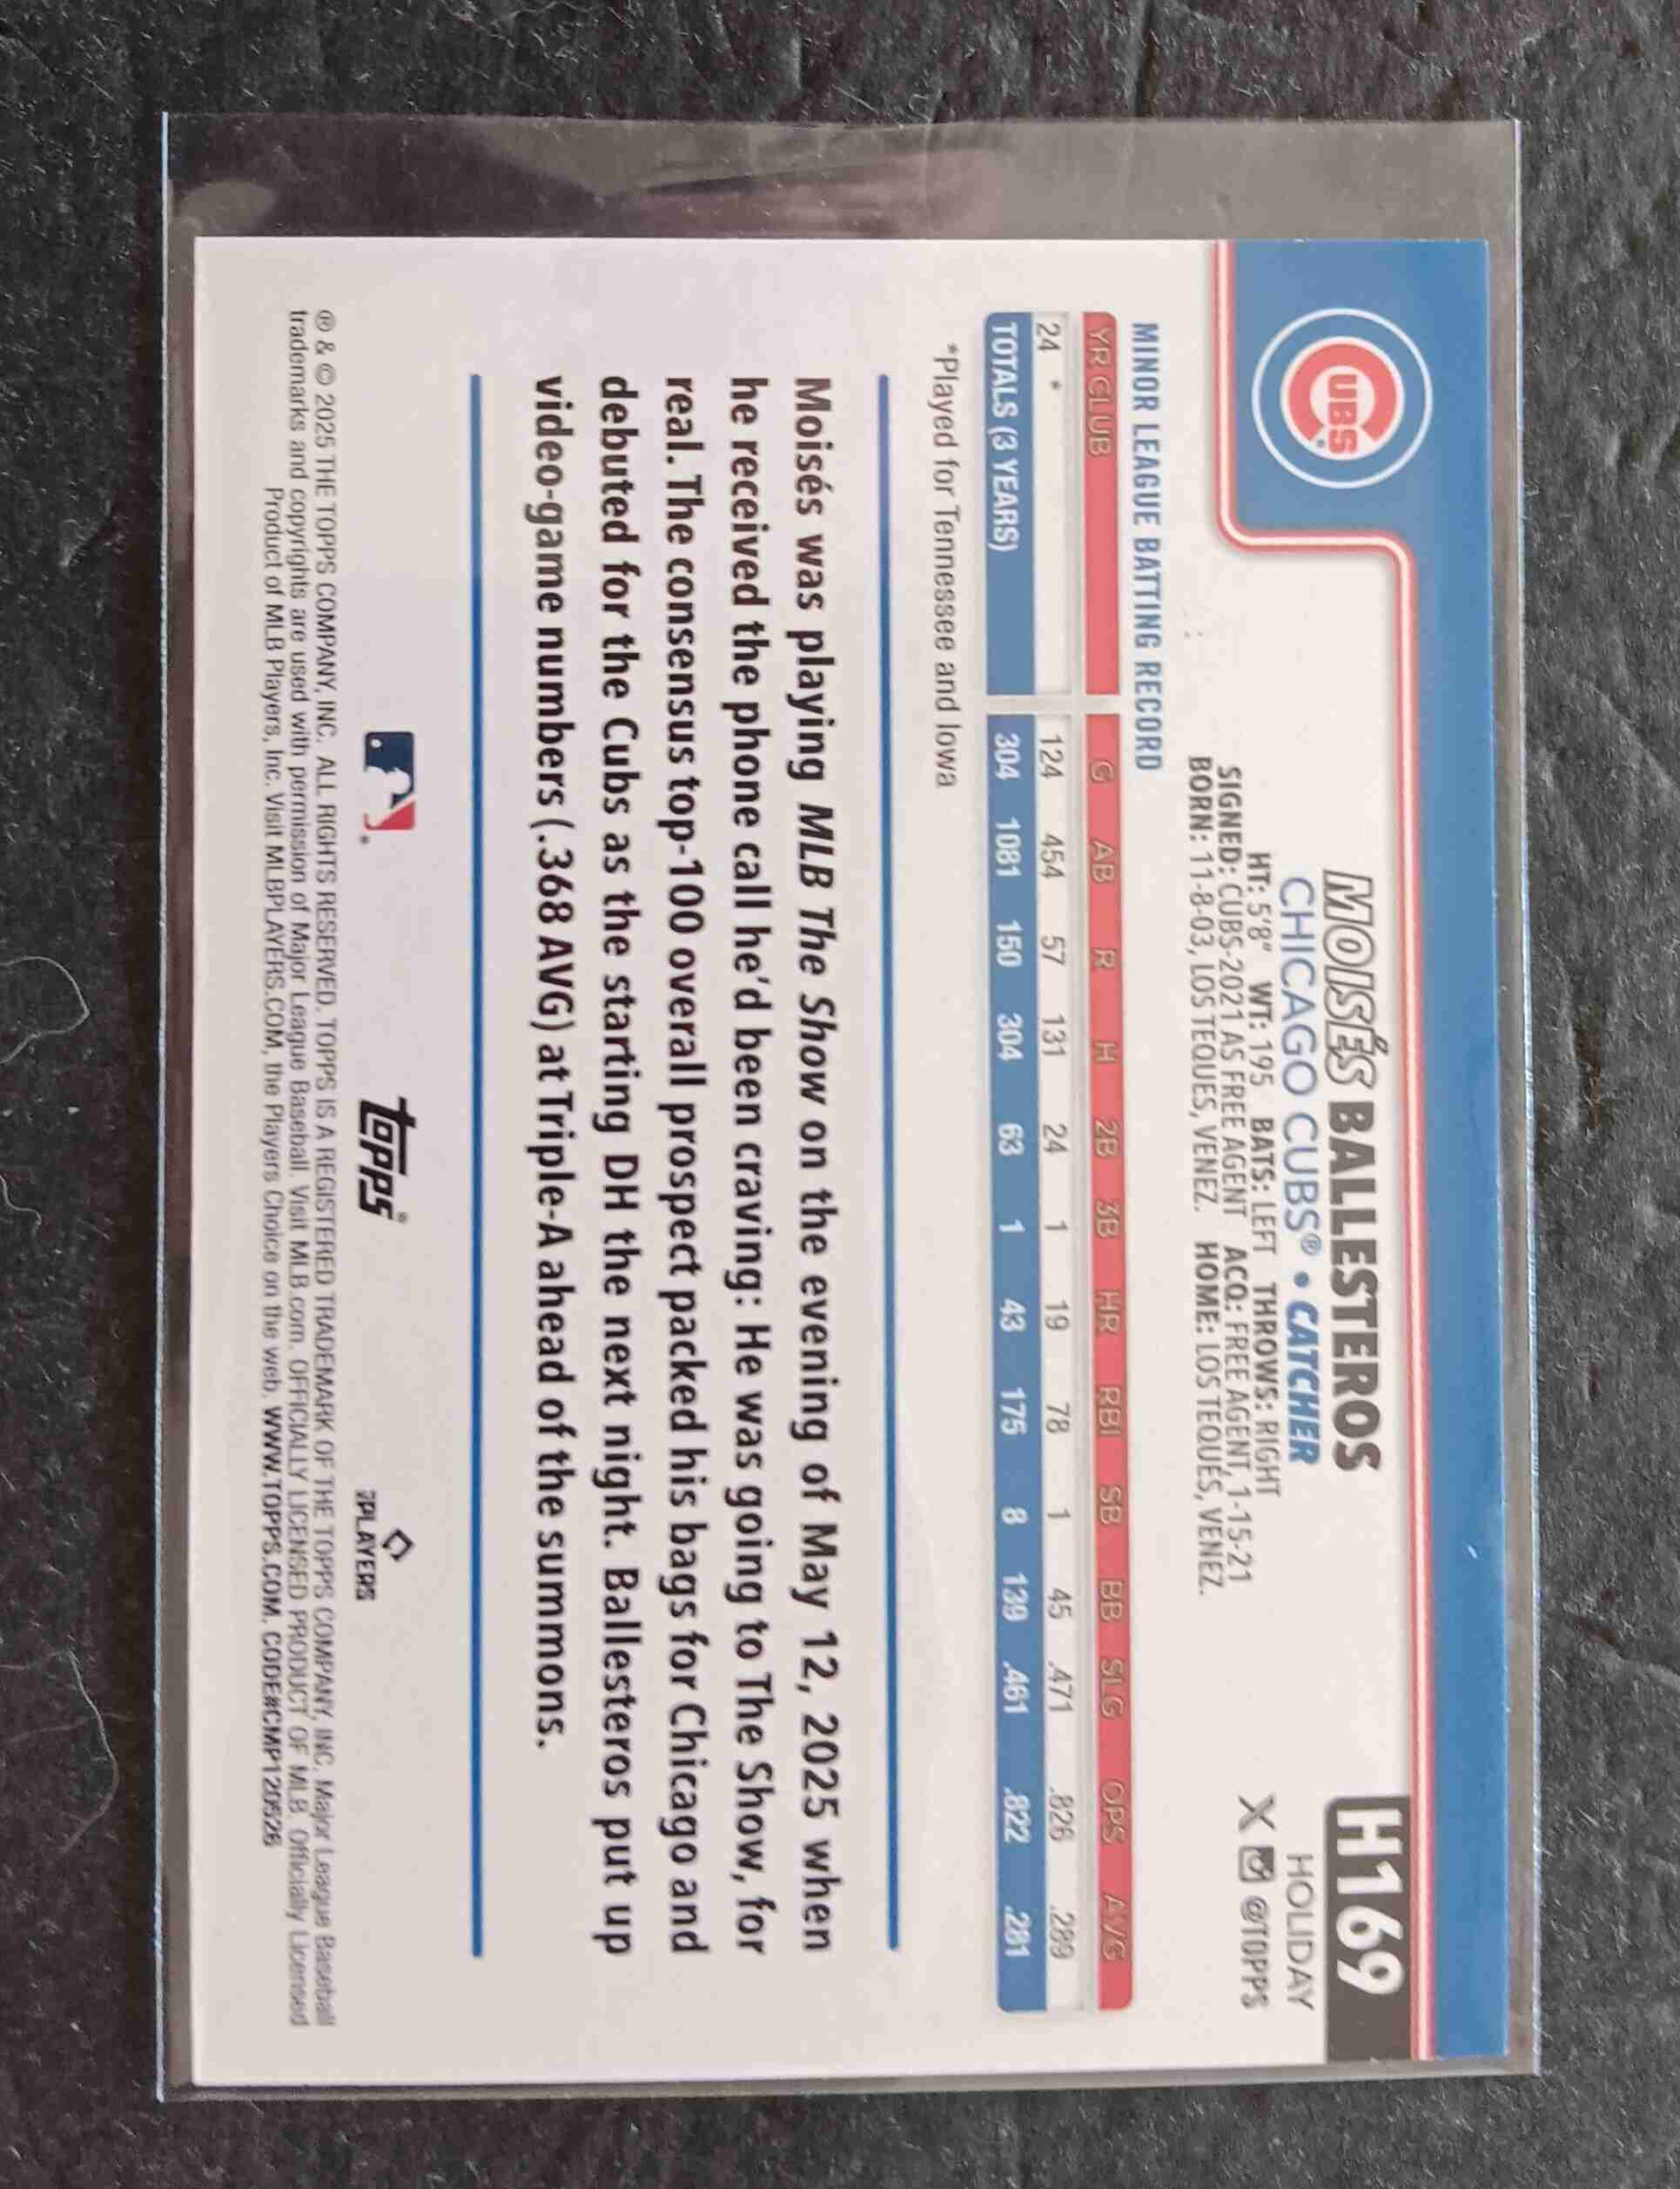 H169
MOISÉS BALLESTEROS
CHICAGO CUBS® • CATCHER
HOLIDAY
HT: 5'8" WT: 195 BATS: LEFT THROWS: RIGHT
X @TOPPS
SIGNED: CUBS-2021 AS FREE AGENT ACQ: FREE AGENT, 1-15-21
BORN: 11-8-03, LOS TEQUES, VENEZ. HOME: LOS TEQUES, VENEZ.
CUBS
MINOR LEAGUE BATTING RECORD
YR CLUB G AB R H 2B 3B HR RBI SB BB SLG OPS AVG
24 * 124 454 57 131 24 1 19 78 1 45 .471 .826 .289
TOTALS (3 YEARS) 304 1081 150 304 63 1 43 175 8 139 .461 .822 .281
*Played for Tennessee and Iowa
Moisés was playing MLB The Show on the evening of May 12, 2025 when
he received the phone call he'd been craving: He was going to The Show, for
real. The consensus top-100 overall prospect packed his bags for Chicago and
debuted for the Cubs as the starting DH the next night. Ballesteros put up
video-game numbers (.368 AVG) at Triple-A ahead of the summons.
topps®
PLAYERS
® & © 2025 THE TOPPS COMPANY, INC. ALL RIGHTS RESERVED. TOPPS IS A REGISTERED TRADEMARK OF THE TOPPS COMPANY, INC. Major League Baseball
trademarks and copyrights are used with permission of Major League Baseball. Visit MLB.com. OFFICIALLY LICENSED PRODUCT OF MLB Officially Licensed
Product of MLB Players, Inc. Visit MLBPLAYERS.COM, the Players Choice on the web. WWW.TOPPS.COM. CODE#CMP120526